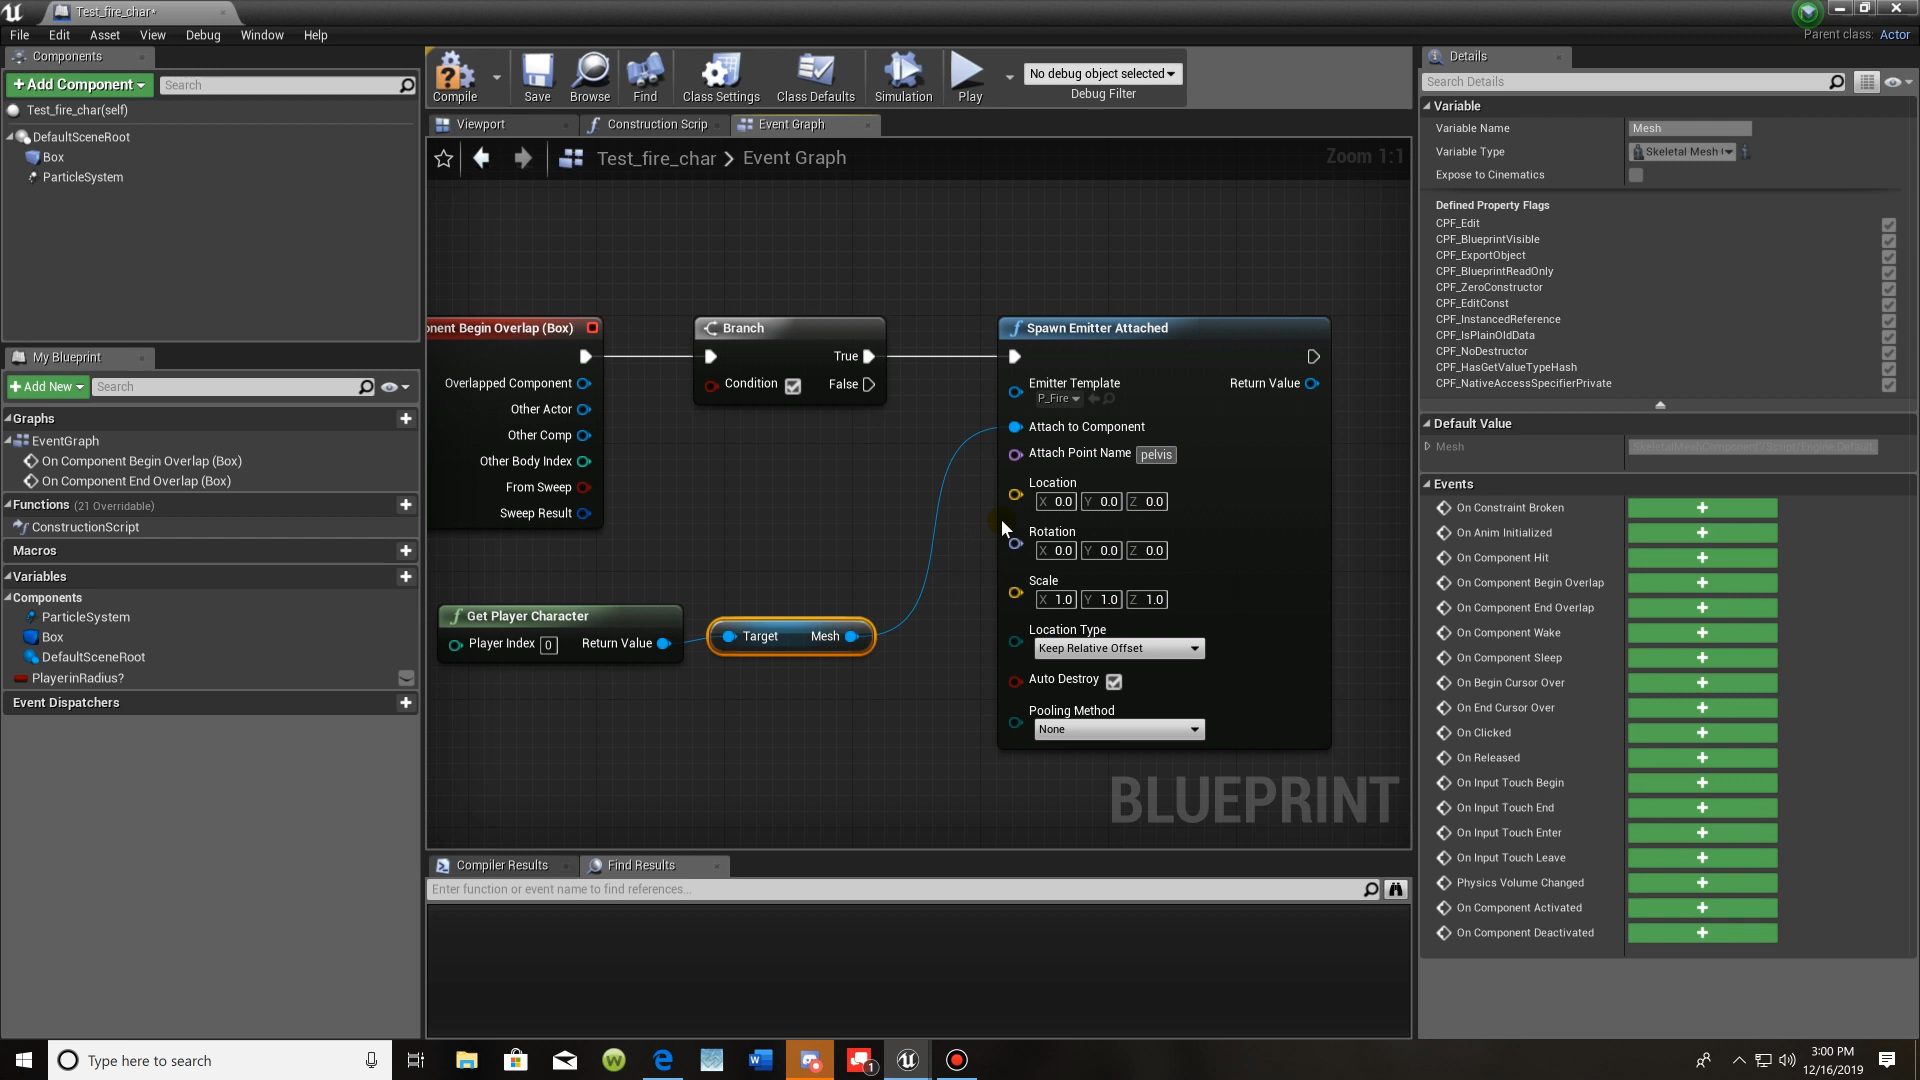 Test_fire_char*
File Edit Asset View Debug Window Help
Parent class: Actor
Components
+Add Component
Search
Test_fire_char(self)
DefaultSceneRoot
Box
ParticleSystem
My Blueprint
+Add New
Search
Graphs
EventGraph
On Component Begin Overlap (Box)
On Component End Overlap (Box)
Functions (21 Overridable)
ConstructionScript
Macros
Variables
Components
ParticleSystem
Box
DefaultSceneRoot
PlayerinRadius?
Event Dispatchers
Compile
Save
Browse
Find
Class Settings
Class Defaults
Simulation
Play
No debug object selected
Debug Filter
Viewport
Construction Scrip
Event Graph
Test_fire_char > Event Graph
Zoom 1:1
onent Begin Overlap (Box)
Overlapped Component
Other Actor
Other Comp
Other Body Index
From Sweep
Sweep Result
Branch
True
Condition
False
Get Player Character
Player Index 0
Return Value
Target
Mesh
Spawn Emitter Attached
Emitter Template
P_Fire
Return Value
Attach to Component
Attach Point Name pelvis
Location
X 0.0 Y 0.0 Z 0.0
Rotation
X 0.0 Y 0.0 Z 0.0
Scale
X 1.0 Y 1.0 Z 1.0
Location Type
Keep Relative Offset
Auto Destroy
Pooling Method
None
BLUEPRINT
Compiler Results
Find Results
Enter function or event name to find references...
Details
Search Details
Variable
Variable Name Mesh
Variable Type Skeletal Mesh
Expose to Cinematics
Defined Property Flags
CPF_Edit
CPF_BlueprintVisible
CPF_ExportObject
CPF_BlueprintReadOnly
CPF_ZeroConstructor
CPF_EditConst
CPF_InstancedReference
CPF_IsPlainOldData
CPF_NoDestructor
CPF_HasGetValueTypeHash
CPF_NativeAccessSpecifierPrivate
Default Value
Mesh
Events
On Constraint Broken
On Anim Initialized
On Component Hit
On Component Begin Overlap
On Component End Overlap
On Component Wake
On Component Sleep
On Begin Cursor Over
On End Cursor Over
On Clicked
On Released
On Input Touch Begin
On Input Touch End
On Input Touch Enter
On Input Touch Leave
Physics Volume Changed
On Component Activated
On Component Deactivated
Type here to search
1
3:00 PM
12/16/2019